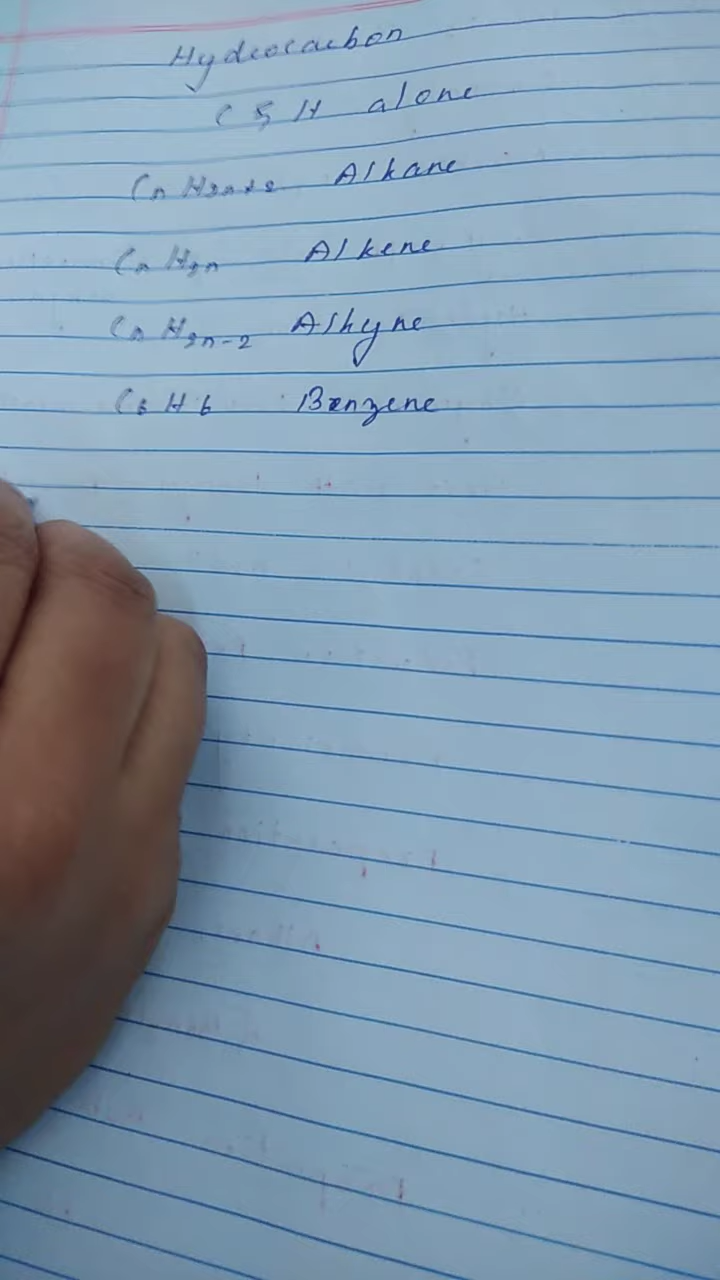 Hydrocarbon
C & H alone
CnH2n+2 Alkane
CnH2n Alkene
CnH2n-2 Alkyne
C6H6 Benzene